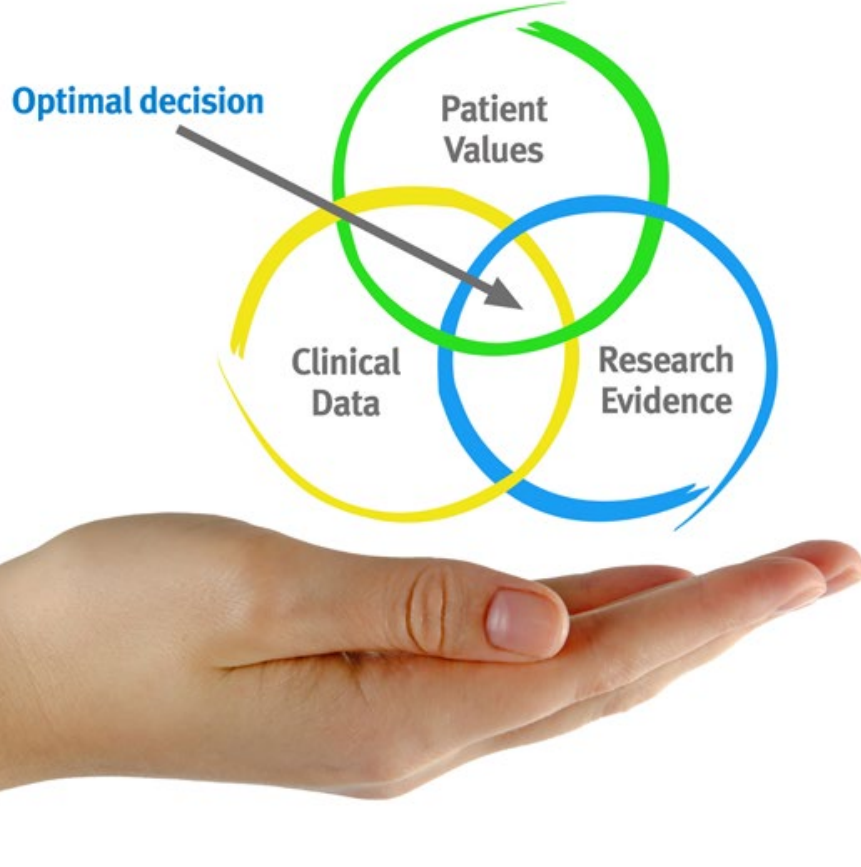 Optimal decision
Patient
Values
Clinical
Data
Research
Evidence